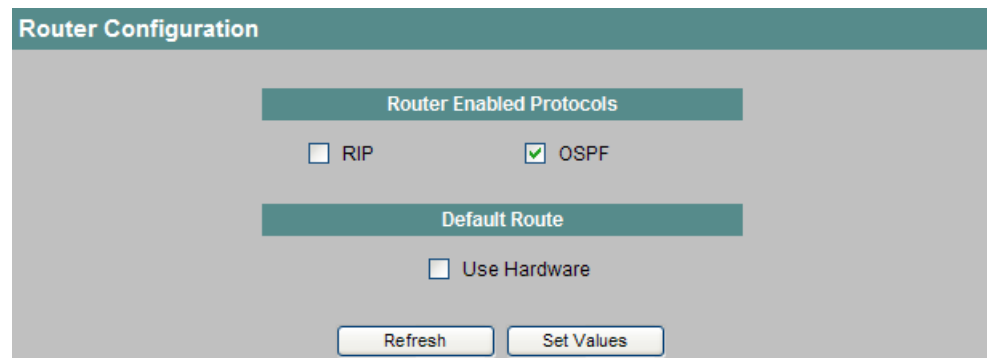 Router Configuration
Router Enabled Protocols
RIP OSPF
Default Route
Use Hardware
Refresh Set Values